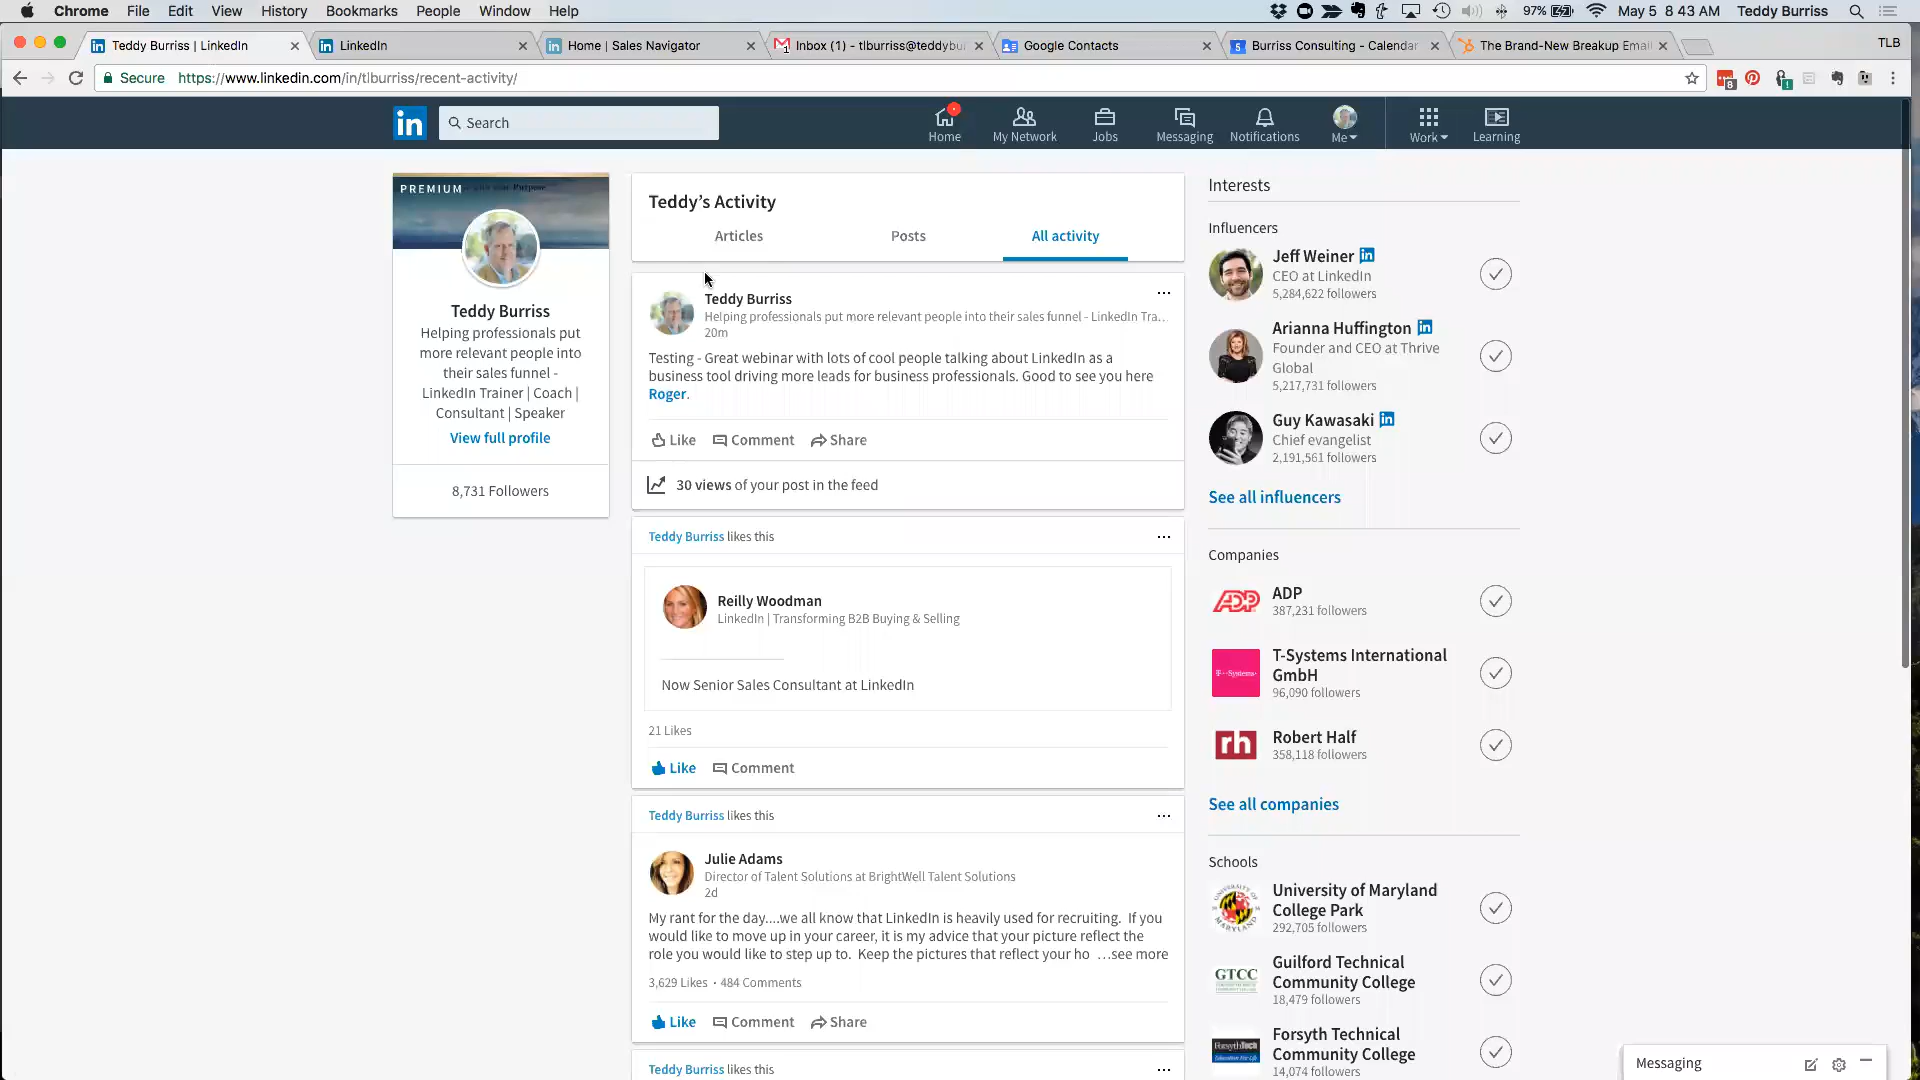 Chrome File Edit View History Bookmarks People Window Help
97% May 5 8 43 AM Teddy Burriss
Teddy Burriss | LinkedIn
LinkedIn
Home | Sales Navigator
Inbox (1) - tlburriss@teddybu
Google Contacts
Burriss Consulting - Calendar
The Brand-New Breakup Emai
TLB
Secure https://www.linkedin.com/in/tlburriss/recent-activity/
in
Search
Home
My Network
Jobs
Messaging
Notifications
Me
Work
Learning
PREMIUM
Teddy Burriss
Helping professionals put
more relevant people into
their sales funnel -
LinkedIn Trainer | Coach |
Consultant | Speaker
View full profile
8,731 Followers
Teddy's Activity
Articles
Posts
All activity
Teddy Burriss
Helping professionals put more relevant people into their sales funnel - LinkedIn Tra...
20m
Testing - Great webinar with lots of cool people talking about LinkedIn as a
business tool driving more leads for business professionals. Good to see you here
Roger.
Like Comment Share
30 views of your post in the feed
Teddy Burriss likes this
Reilly Woodman
LinkedIn | Transforming B2B Buying & Selling
Now Senior Sales Consultant at LinkedIn
21 Likes
Like Comment
Teddy Burriss likes this
Julie Adams
Director of Talent Solutions at BrightWell Talent Solutions
2d
My rant for the day....we all know that LinkedIn is heavily used for recruiting. If you
would like to move up in your career, it is my advice that your picture reflect the
role you would like to step up to. Keep the pictures that reflect your ho ...see more
3,629 Likes • 484 Comments
Like Comment Share
Teddy Burriss likes this
Interests
Influencers
Jeff Weiner in
CEO at LinkedIn
5,284,622 followers
Arianna Huffington in
Founder and CEO at Thrive
Global
5,217,731 followers
Guy Kawasaki in
Chief evangelist
2,191,561 followers
See all influencers
Companies
ADP
ADP
387,231 followers
T-Systems International
GmbH
96,090 followers
rh
Robert Half
358,118 followers
See all companies
Schools
University of Maryland
College Park
292,705 followers
GTCC
Guilford Technical
Community College
18,479 followers
Forsyth Technical
Community College
14,074 followers
Messaging